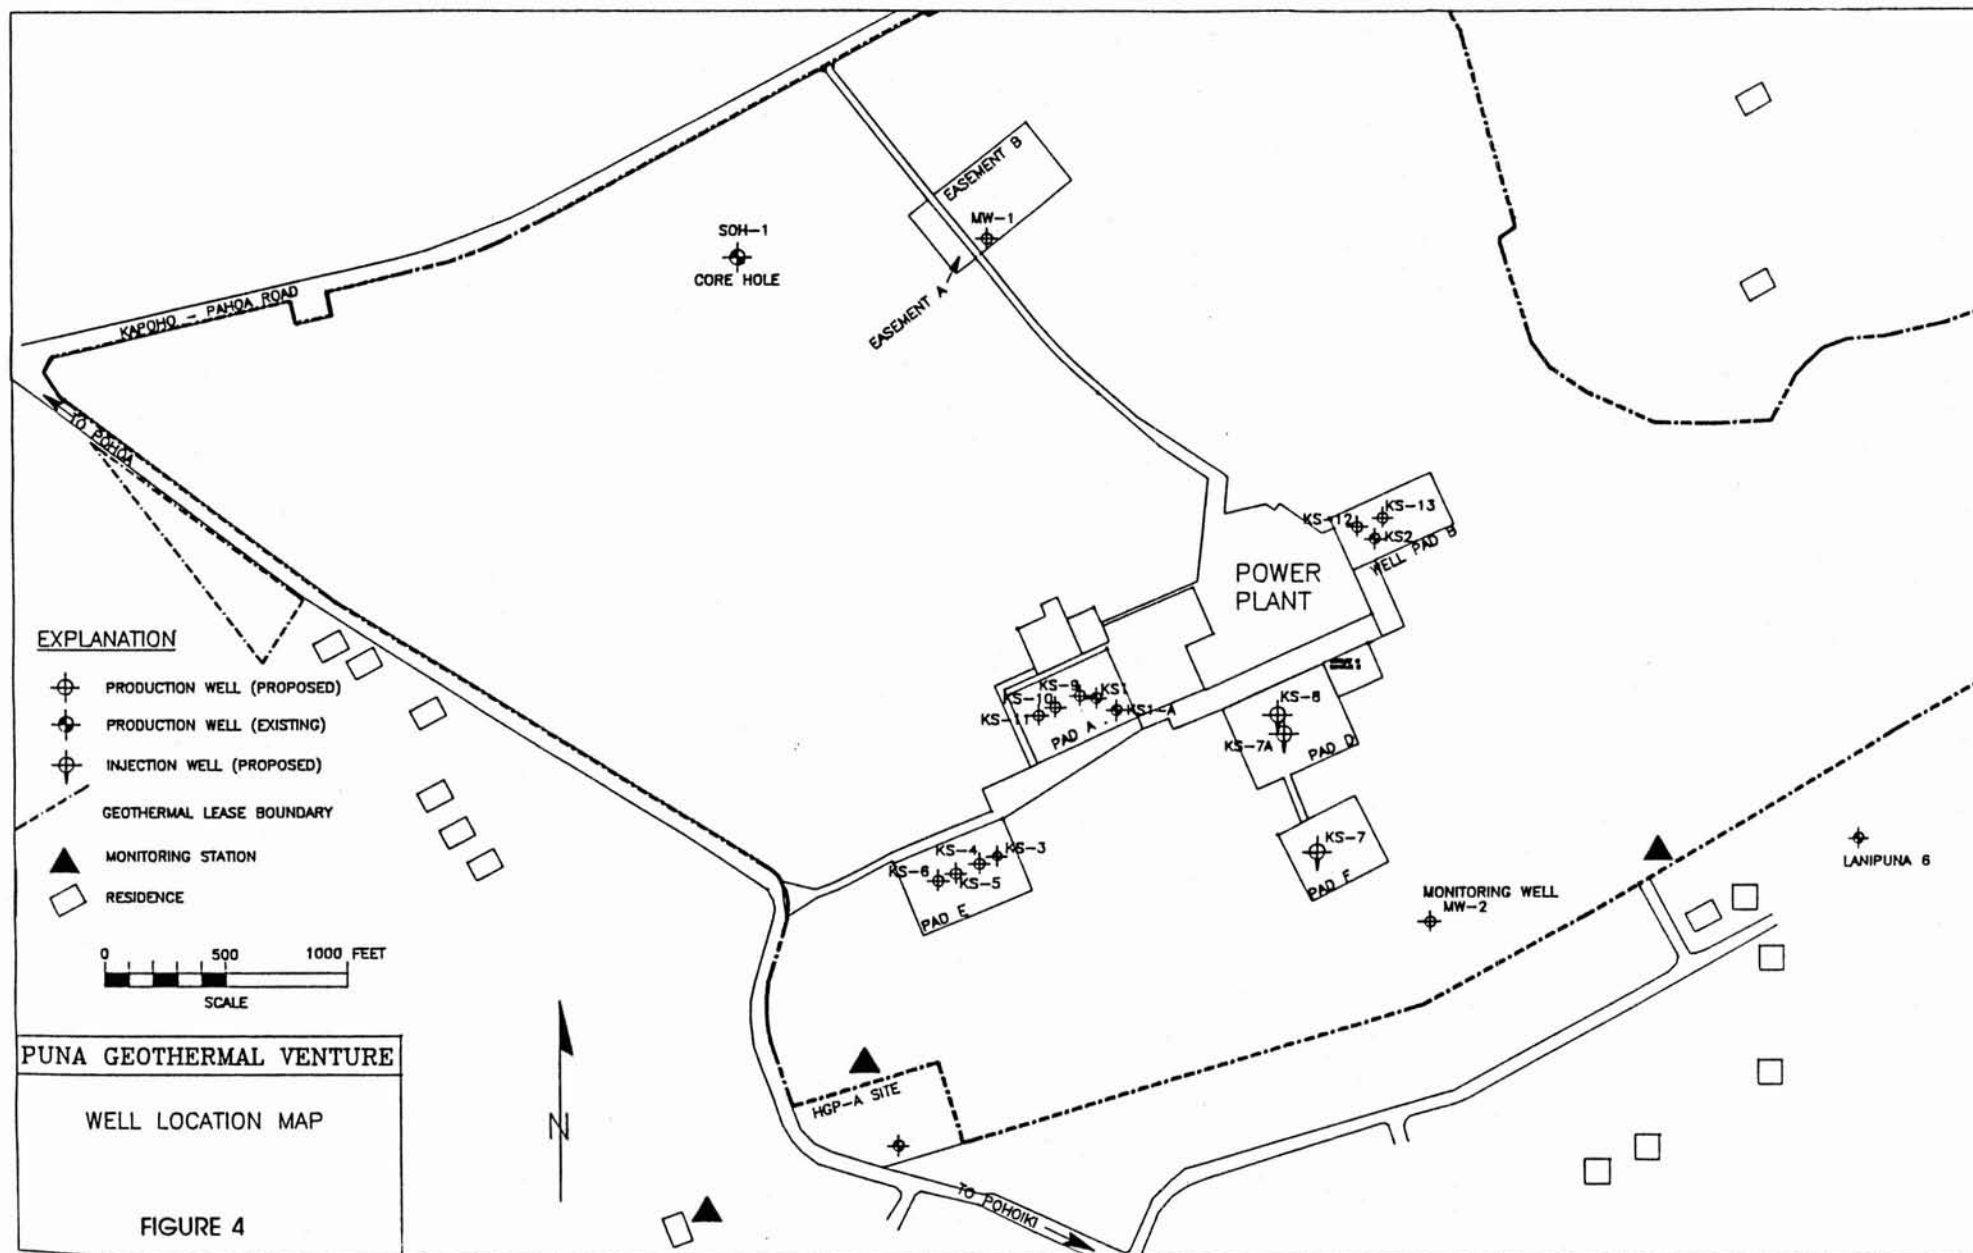 EASEMENT B
MW-1
SOH-1
CORE HOLE
EASEMENT A
KAPOHO - PAHOA ROAD
TO POHOA
KS-12
KS-13
KS2
WELL PAD B
POWER
PLANT
KS-9
KS1
KS-10
KS-11
KS1-A
PAD A
KS-8
KS-7A
PAD D
KS-7
PAD F
KS-4
KS-3
KS-6
KS-5
PAD E
MONITORING WELL
MW-2
LANIPUNA 6
EXPLANATION
PRODUCTION WELL (PROPOSED)
PRODUCTION WELL (EXISTING)
INJECTION WELL (PROPOSED)
GEOTHERMAL LEASE BOUNDARY
MONITORING STATION
RESIDENCE
0 500 1000 FEET
SCALE
N
HGP-A SITE
TO POHOIKI
PUNA GEOTHERMAL VENTURE
WELL LOCATION MAP
FIGURE 4